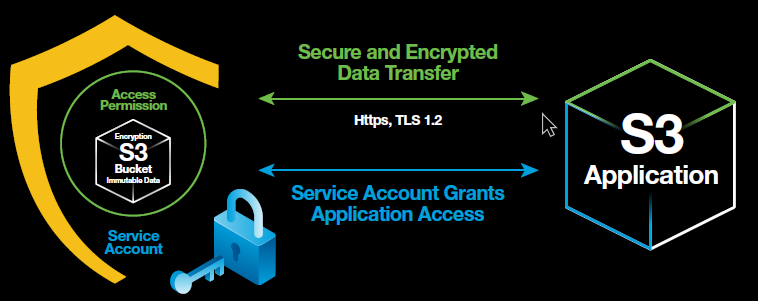 Access
Permission
Encryption
S3
Bucket
Immutable Data
Service
Account
Secure and Encrypted
Data Transfer
Https, TLS 1.2
Service Account Grants
Application Access
S3
Application